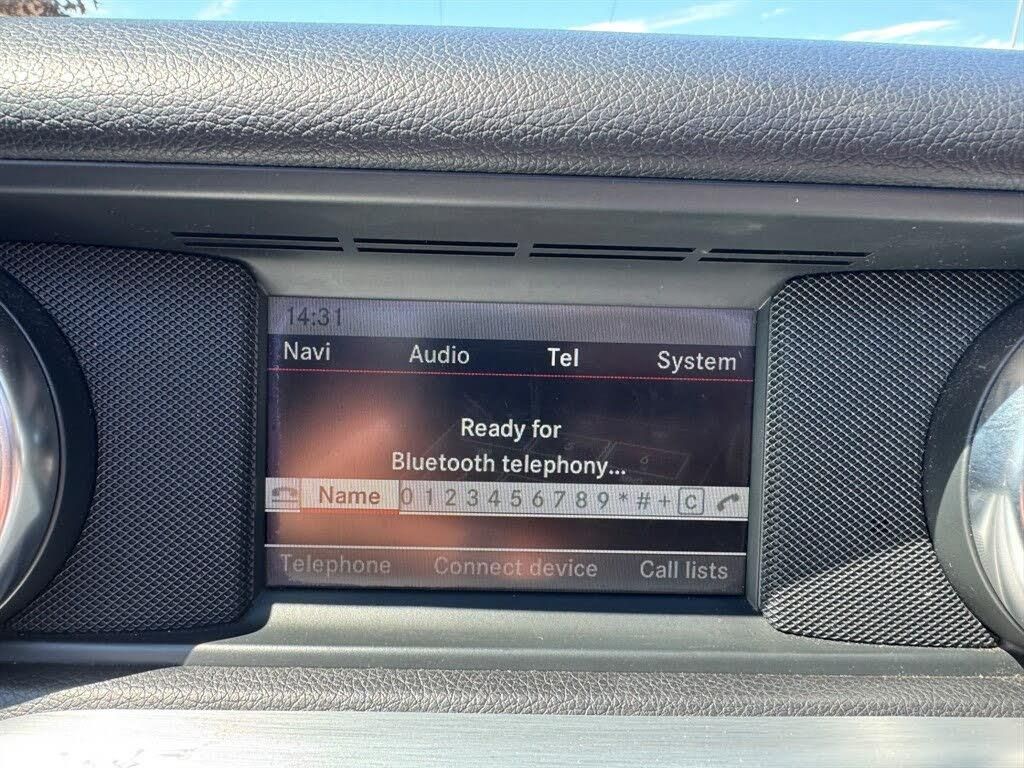 14:31
Navi Audio Tel System
Ready for
Bluetooth telephony...
Name 0 1 2 3 4 5 6 7 8 9 * # + C
Telephone Connect device Call lists